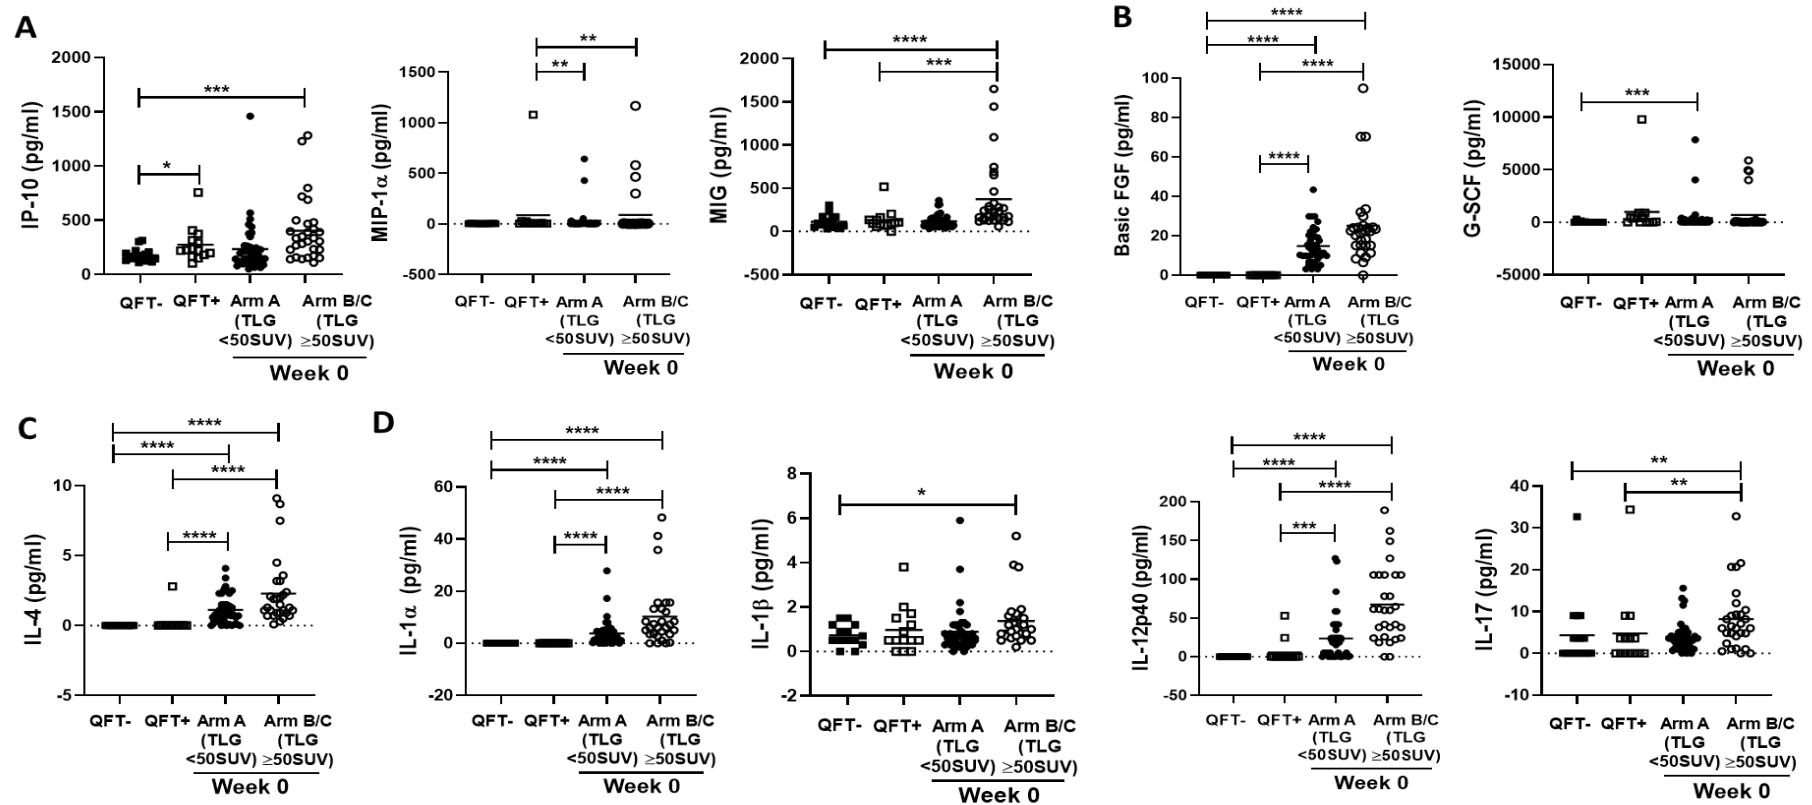 A
IP-10 (pg/ml)
2000
1500
1000
500
0
***
*
QFT-
QFT+
Arm A
(TLG
<50SUV)
Arm B/C
(TLG
≥50SUV)
Week 0
MIP-1α (pg/ml)
1500
1000
500
0
-500
**
**
QFT-
QFT+
Arm A
(TLG
<50SUV)
Arm B/C
(TLG
≥50SUV)
Week 0
MIG (pg/ml)
2000
1500
1000
500
0
-500
****
***
QFT-
QFT+
Arm A
(TLG
<50SUV)
Arm B/C
(TLG
≥50SUV)
Week 0
B
Basic FGF (pg/ml)
100
80
60
40
20
0
****
****
****
****
QFT-
QFT+
Arm A
(TLG
<50SUV)
Arm B/C
(TLG
≥50SUV)
Week 0
G-SCF (pg/ml)
15000
10000
5000
0
-5000
***
QFT-
QFT+
Arm A
(TLG
<50SUV)
Arm B/C
(TLG
≥50SUV)
Week 0
C
IL-4 (pg/ml)
10
5
0
-5
****
****
****
****
QFT-
QFT+
Arm A
(TLG
<50SUV)
Arm B/C
(TLG
≥50SUV)
Week 0
D
IL-1α (pg/ml)
60
40
20
0
-20
****
****
****
****
QFT-
QFT+
Arm A
(TLG
<50SUV)
Arm B/C
(TLG
≥50SUV)
Week 0
IL-1β (pg/ml)
8
6
4
2
0
-2
*
QFT-
QFT+
Arm A
(TLG
<50SUV)
Arm B/C
(TLG
≥50SUV)
Week 0
IL-12p40 (pg/ml)
200
150
100
50
0
-50
****
****
****
***
QFT-
QFT+
Arm A
(TLG
<50SUV)
Arm B/C
(TLG
≥50SUV)
Week 0
IL-17 (pg/ml)
40
30
20
10
0
-10
**
**
QFT-
QFT+
Arm A
(TLG
<50SUV)
Arm B/C
(TLG
≥50SUV)
Week 0